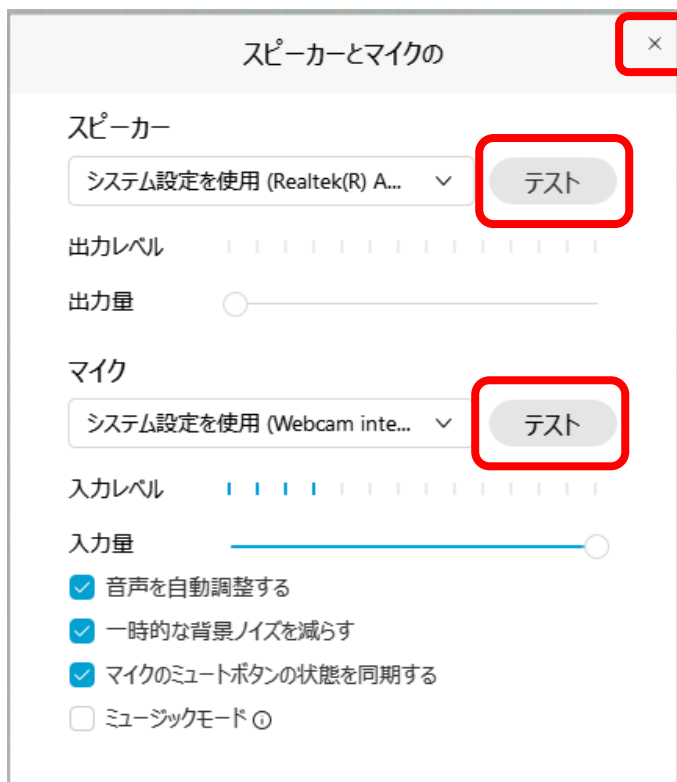 スピーカーとマイクの
スピーカー
システム設定を使用 (Realtek(R) A...
テスト
出力レベル
出力量
マイク
システム設定を使用 (Webcam inte...
テスト
入力レベル
入力量
音声を自動調整する
一時的な背景ノイズを減らす
マイクのミュートボタンの状態を同期する
ミュージックモード